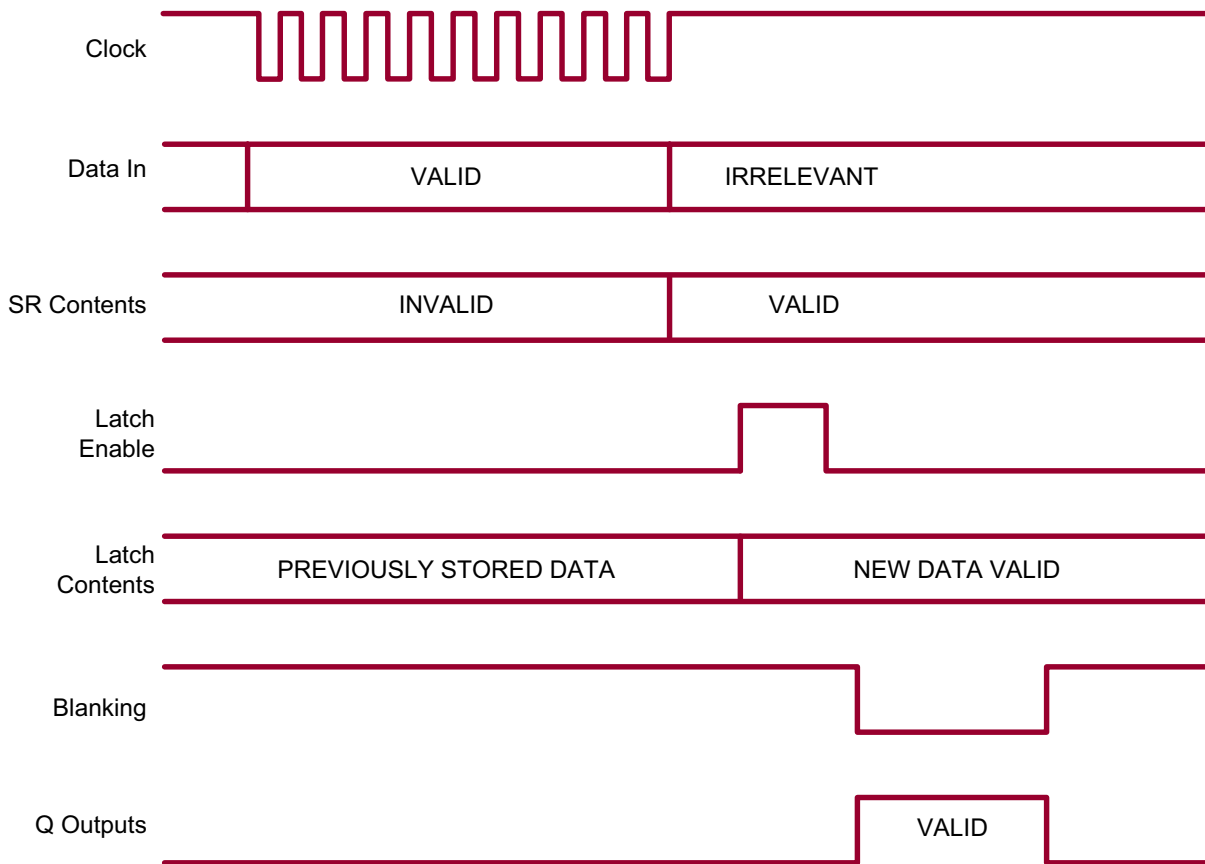 Clock
Data In
VALID
IRRELEVANT
SR Contents
INVALID
VALID
Latch
Enable
Latch
Contents
PREVIOUSLY STORED DATA
NEW DATA VALID
Blanking
Q Outputs
VALID